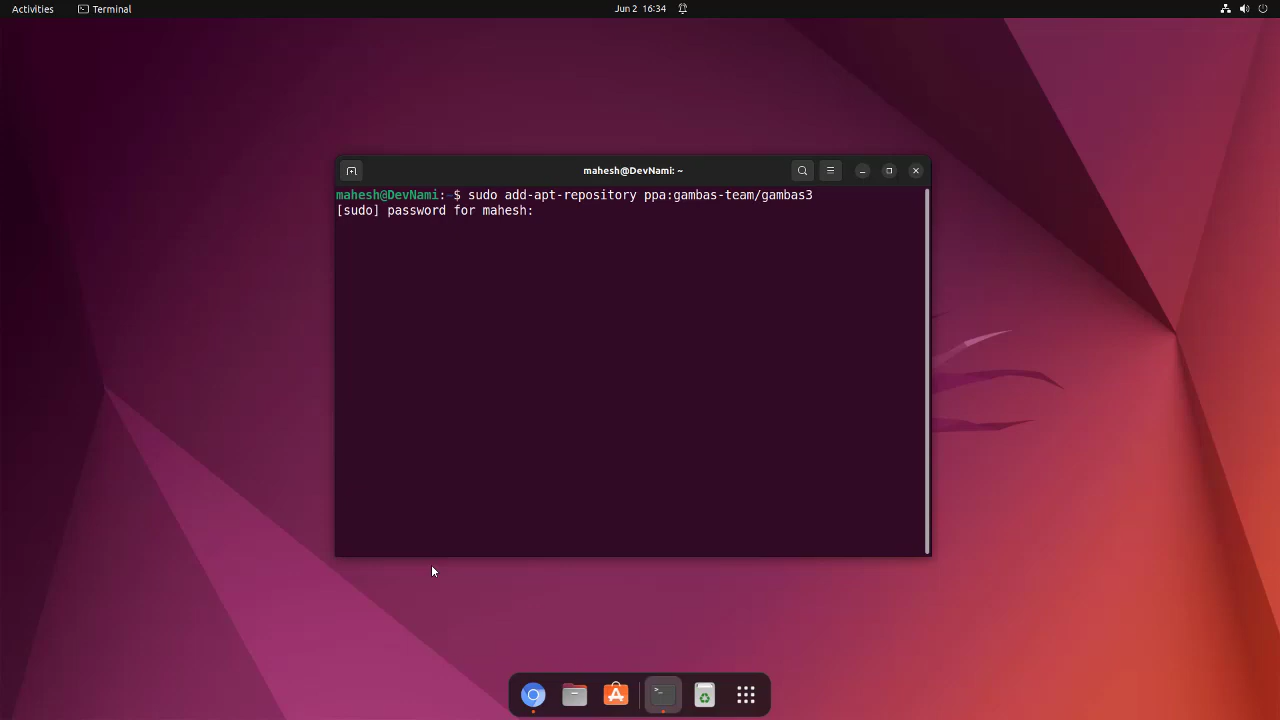 Activities Terminal Jun 2 16:34
mahesh@DevNami: ~
mahesh@DevNami:~$ sudo add-apt-repository ppa:gambas-team/gambas3
[sudo] password for mahesh: